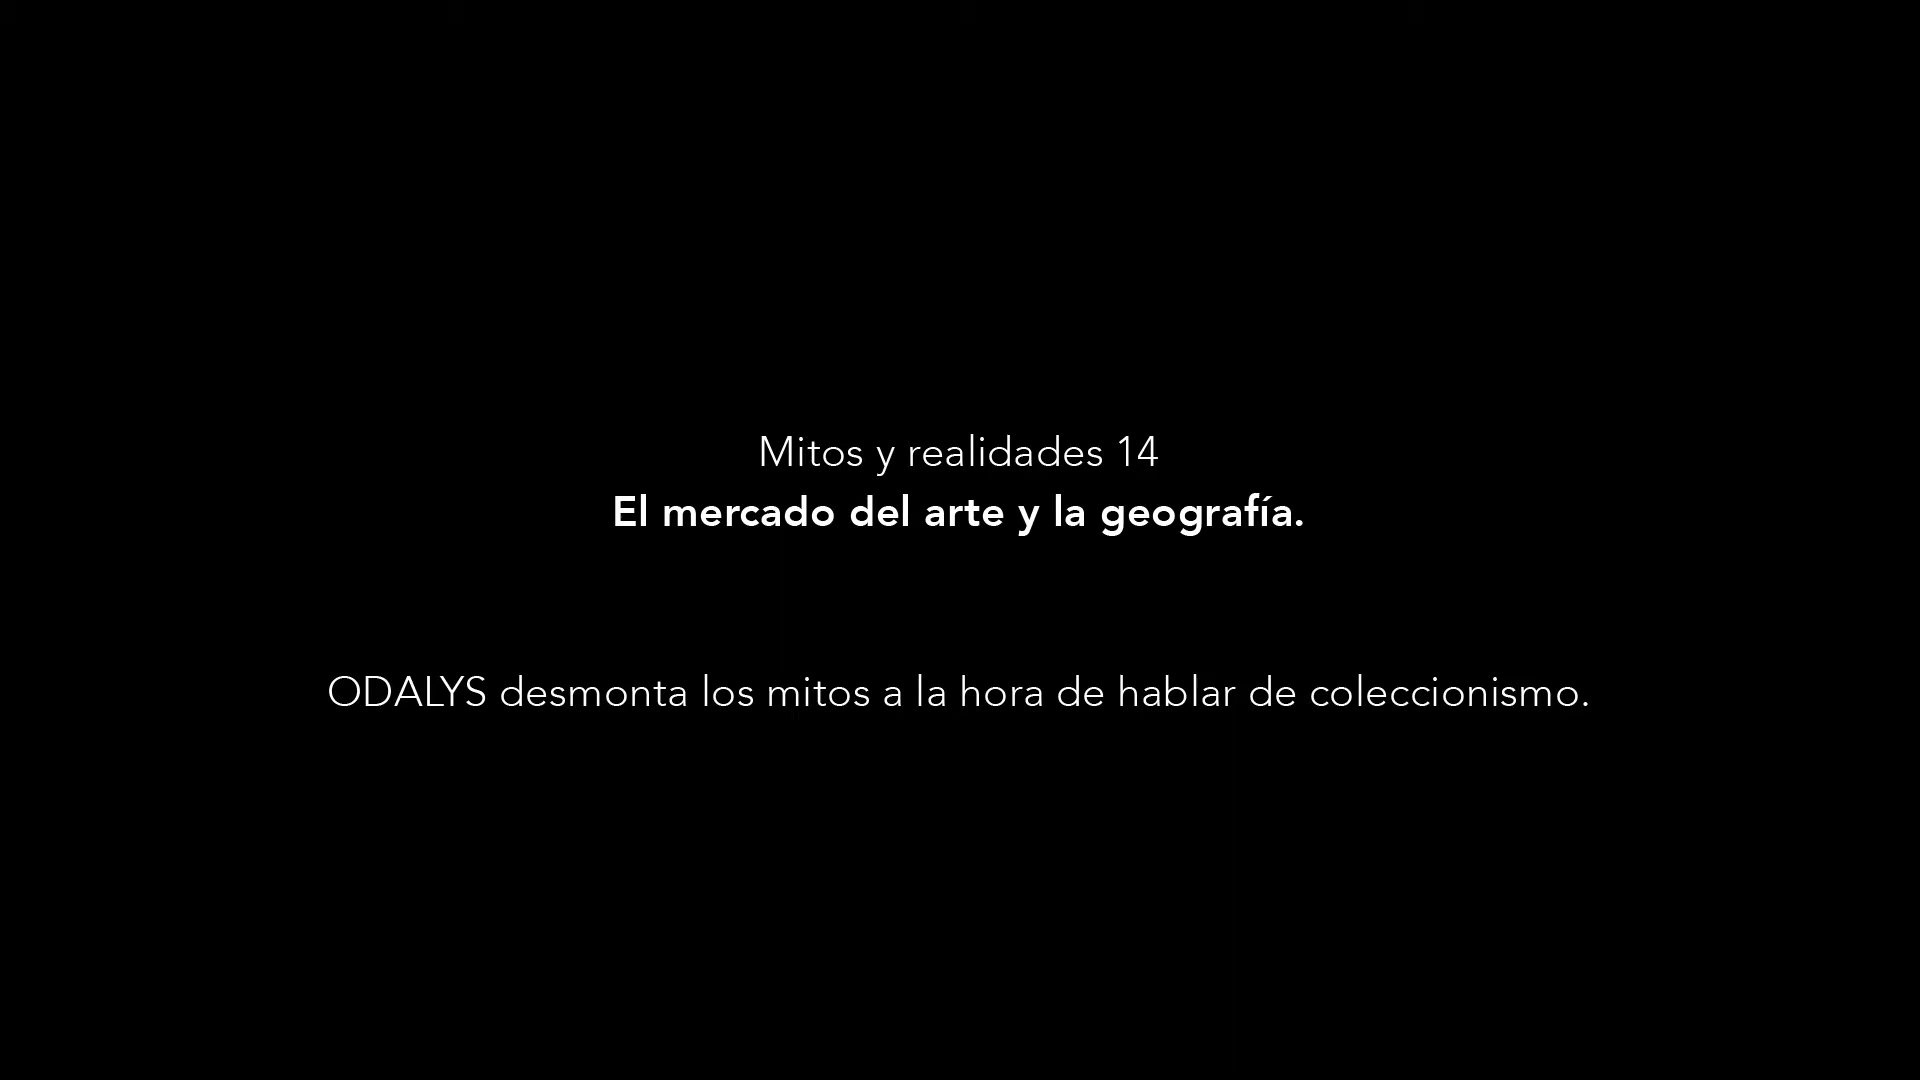 Mitos y realidades 14
El mercado del arte y la geografía.
ODALYS desmonta los mitos a la hora de hablar de coleccionismo.